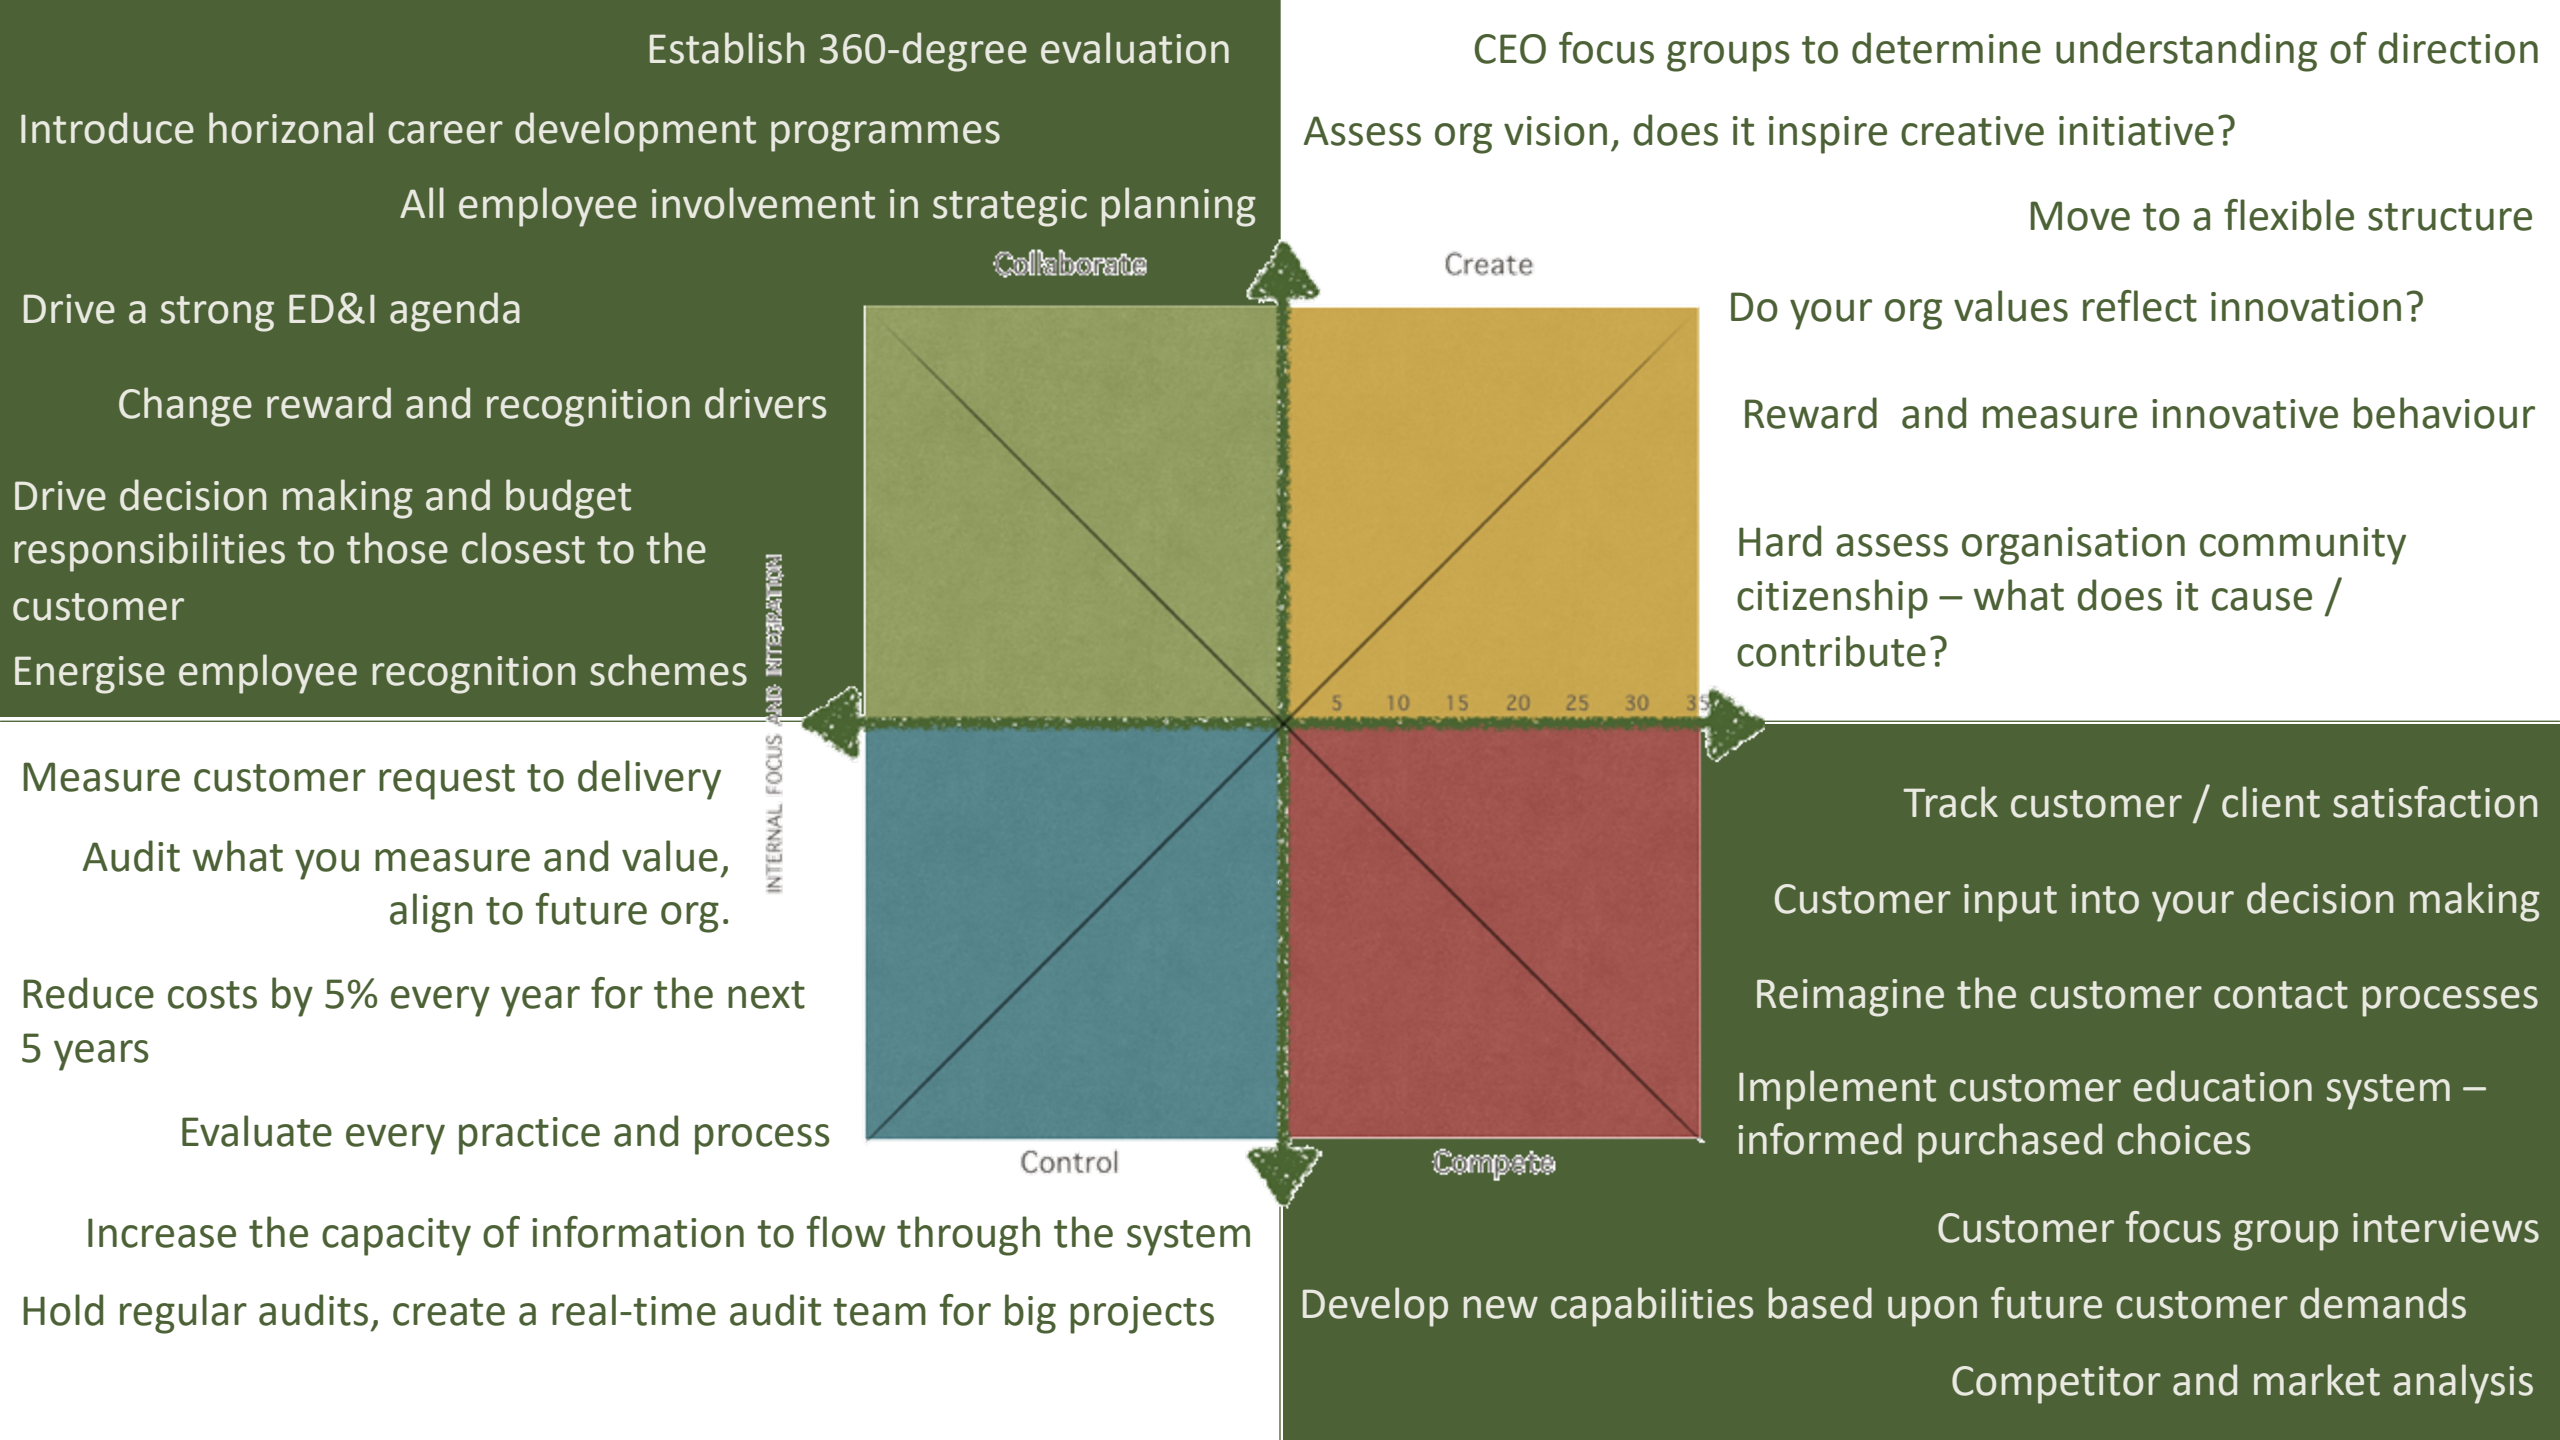 Establish 360-degree evaluation
Introduce horizonal career development programmes
All employee involvement in strategic planning
Collaborate
Drive a strong ED&I agenda
Change reward and recognition drivers
Drive decision making and budget
responsibilities to those closest to the
customer
Energise employee recognition schemes
CEO focus groups to determine understanding of direction
Assess org vision, does it inspire creative initiative?
Move to a flexible structure
Create
Do your org values reflect innovation?
Reward  and measure innovative behaviour
Hard assess organisation community
citizenship – what does it cause /
contribute?
5 10 15 20 25 30 35
INTERNAL FOCUS AND INTEGRATION
Measure customer request to delivery
Audit what you measure and value,
align to future org.
Reduce costs by 5% every year for the next
5 years
Evaluate every practice and process
Control
Increase the capacity of information to flow through the system
Hold regular audits, create a real-time audit team for big projects
Track customer / client satisfaction
Customer input into your decision making
Reimagine the customer contact processes
Implement customer education system –
informed purchased choices
Compete
Customer focus group interviews
Develop new capabilities based upon future customer demands
Competitor and market analysis